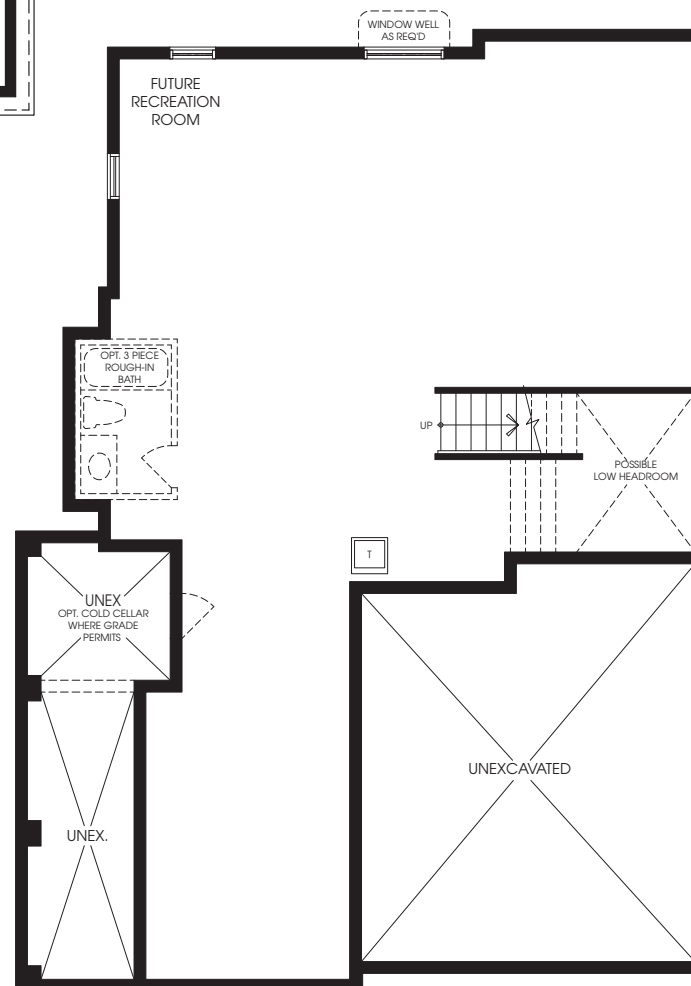 WINDOW WELL
AS REQ'D
FUTURE
RECREATION
ROOM
OPT. 3 PIECE
ROUGH-IN
BATH
UP
POSSIBLE
LOW HEADROOM
T
UNEX
OPT. COLD CELLAR
WHERE GRADE
PERMITS
UNEXCAVATED
UNEX.